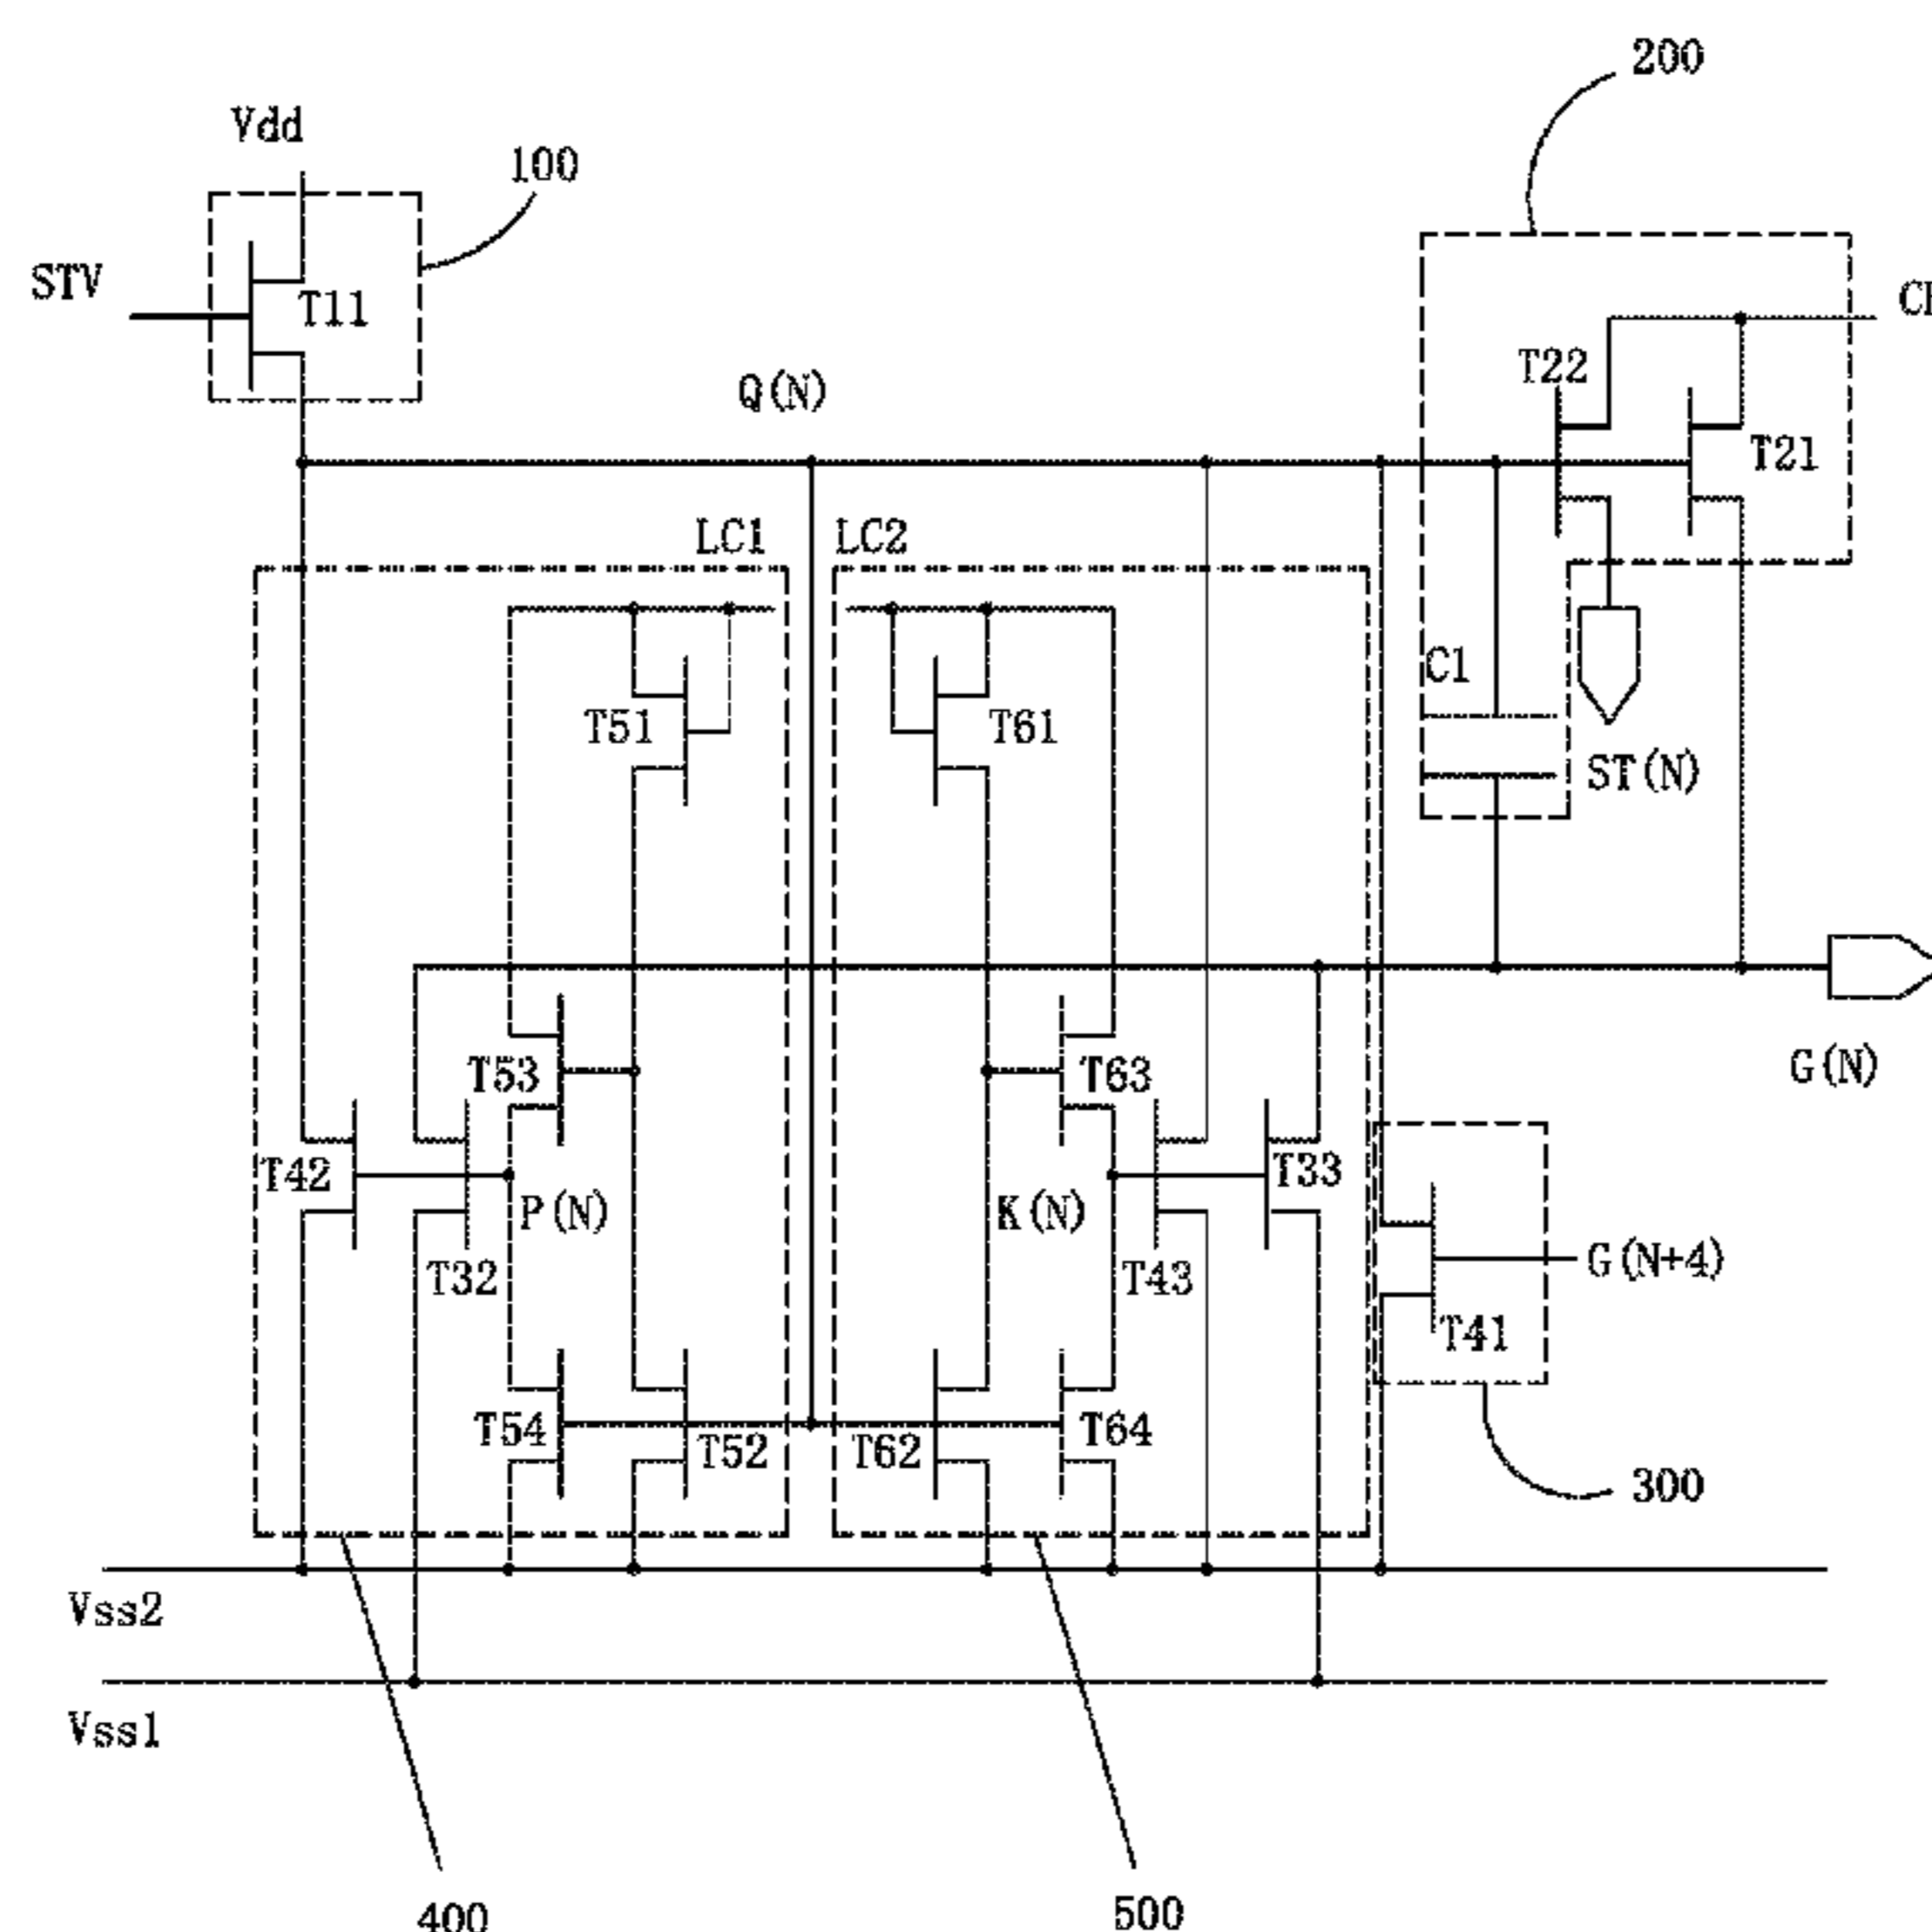 200
Vdd
100
STV
T11
T22
Q(N)
T21
LC1
LC2
C1
T51
T61
ST(N)
T53
T63
G(N)
T42
T33
P(N)
K(N)
T32
T43
G(N+4)
T41
T54
T52
T62
T64
300
Vss2
Vss1
400
500